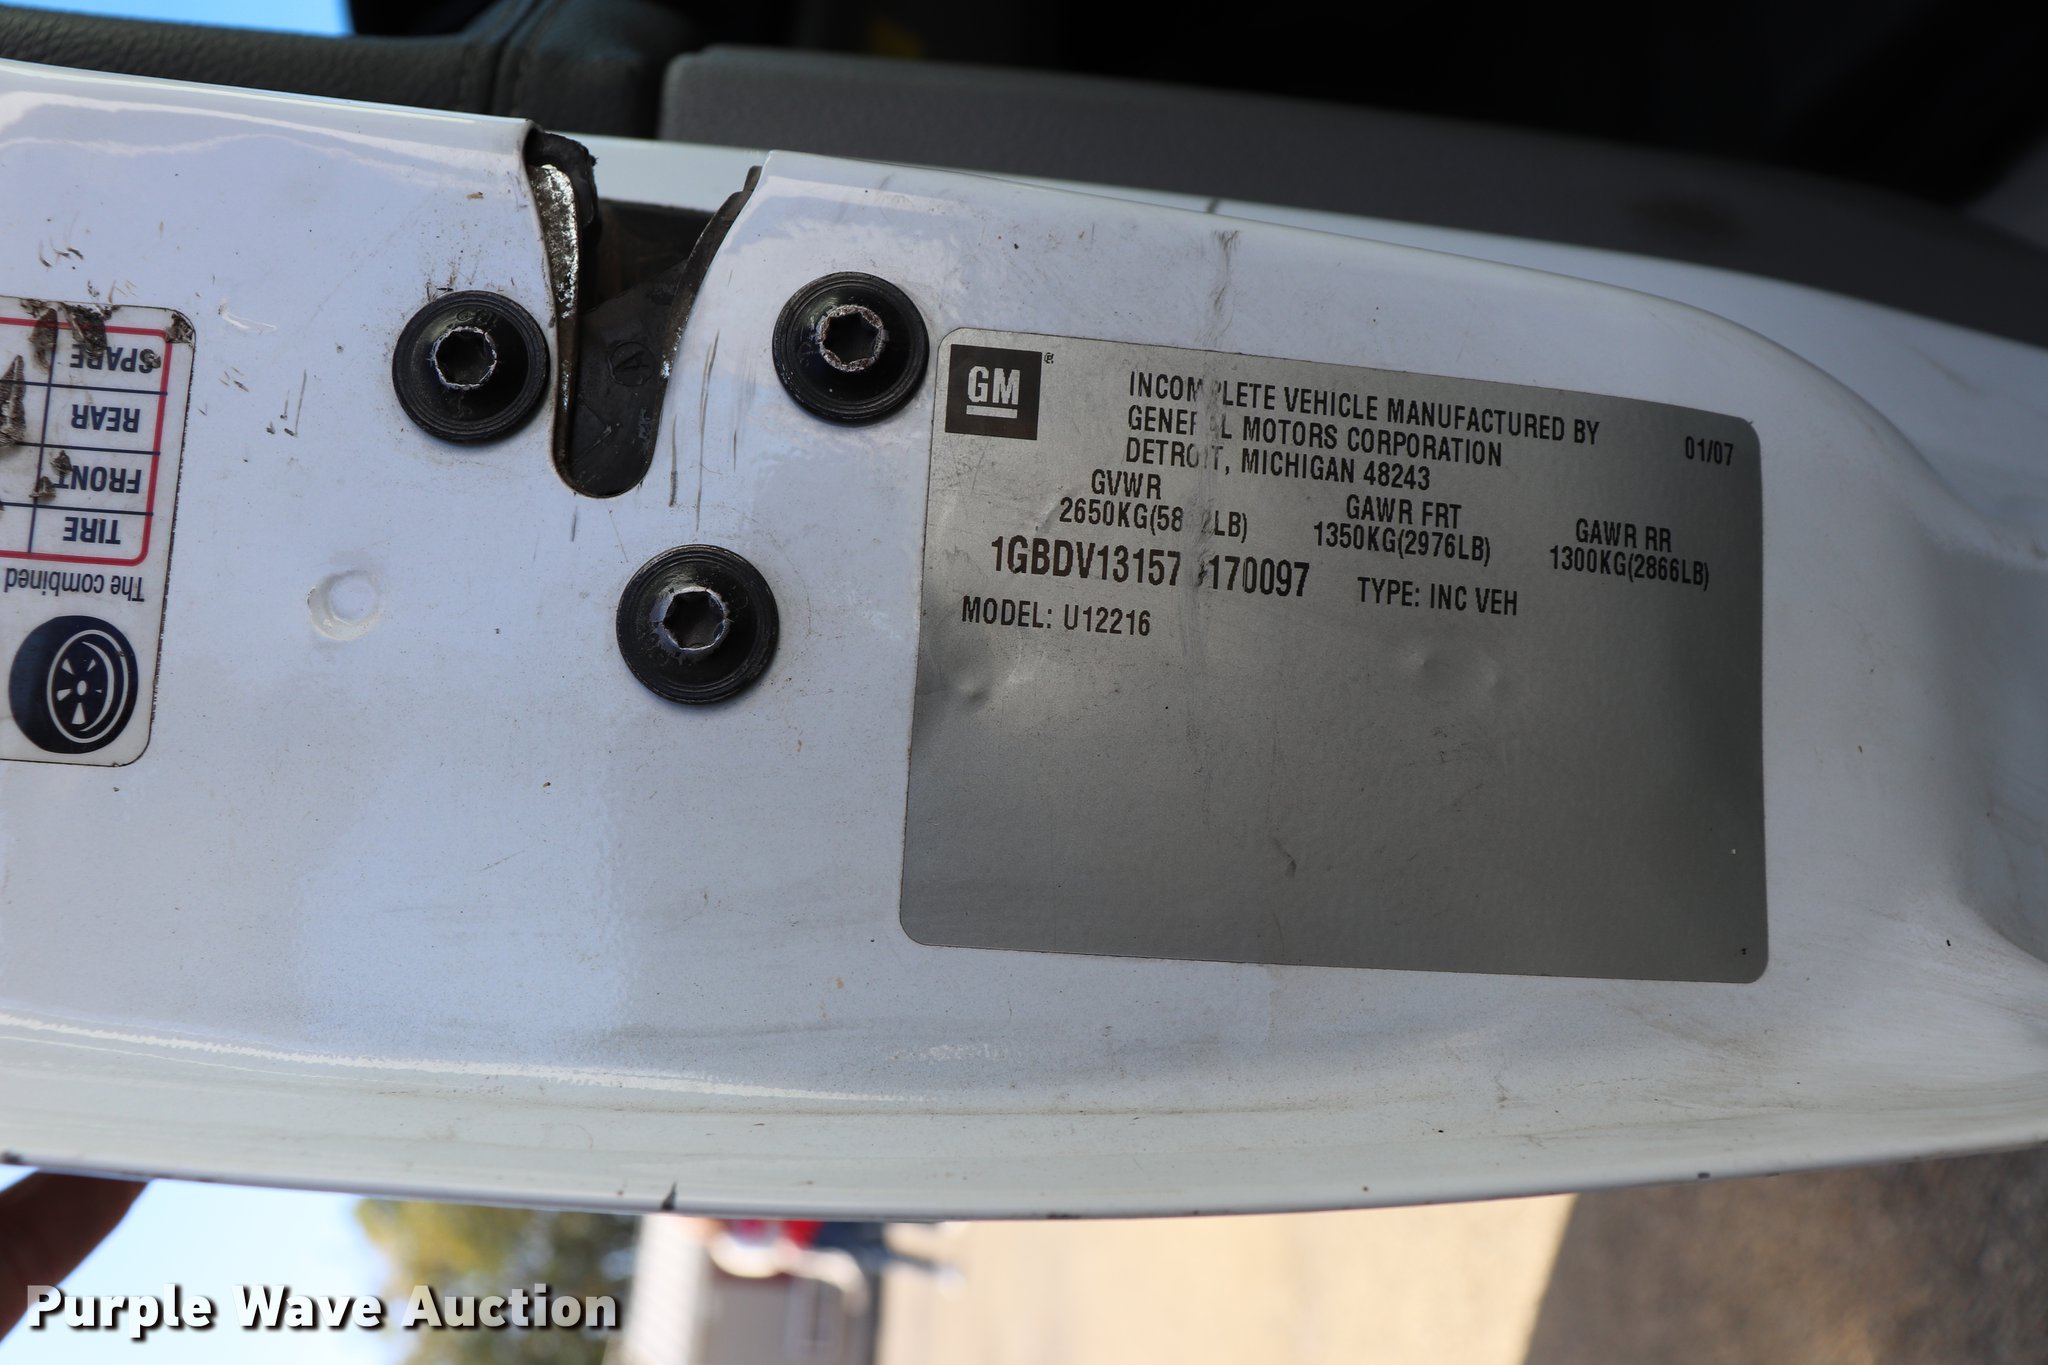 GM
INCOMPLETE VEHICLE MANUFACTURED BY
GENERAL MOTORS CORPORATION
DETROIT, MICHIGAN 48243
01/07
GVWR
GAWR FRT
GAWR RR
1350KG(2976LB)
1300KG(2866LB)
TYPE: INC VEH
MODEL: U12216
The combined
TIRE
FRONT
REAR
SPARE
Purple Wave Auction